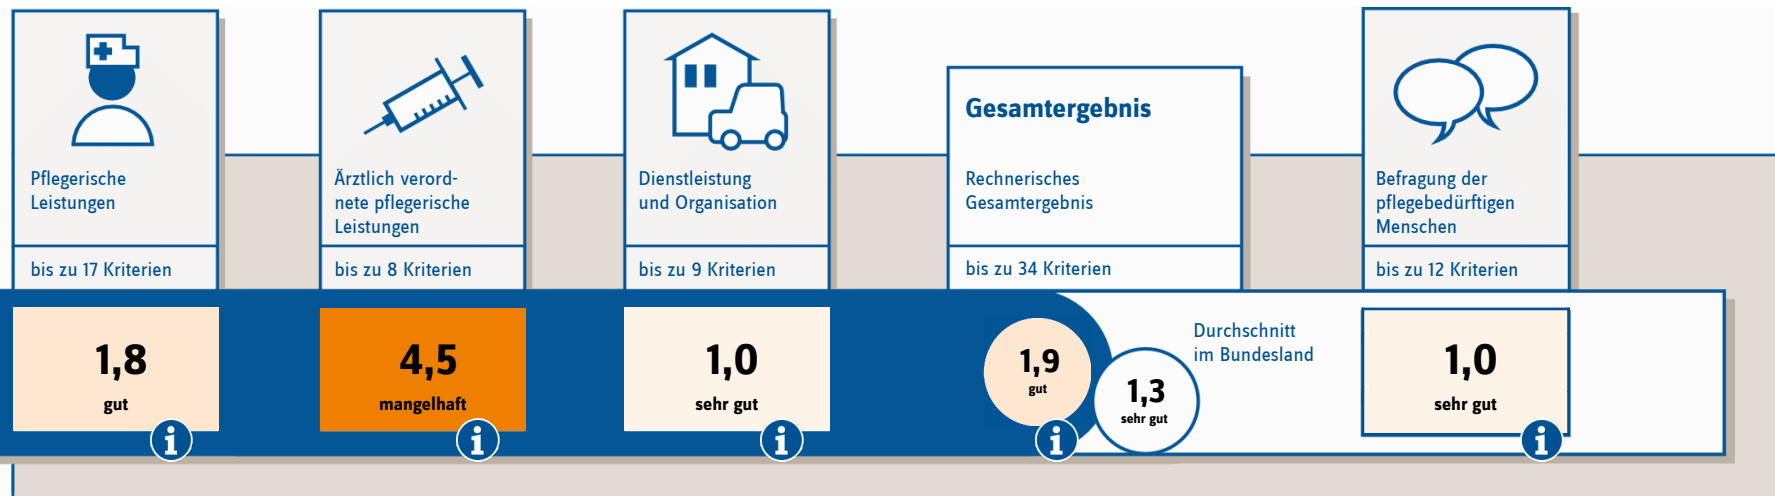 Pflegerische
Leistungen
bis zu 17 Kriterien
1,8
gut
i
Ärztlich verord-
nete pflegerische
Leistungen
bis zu 8 Kriterien
4,5
mangelhaft
i
Dienstleistung
und Organisation
bis zu 9 Kriterien
1,0
sehr gut
i
Gesamtergebnis
Rechnerisches
Gesamtergebnis
bis zu 34 Kriterien
1,9
gut
i
1,3
sehr gut
Durchschnitt
im Bundesland
Befragung der
pflegebedürftigen
Menschen
bis zu 12 Kriterien
1,0
sehr gut
i